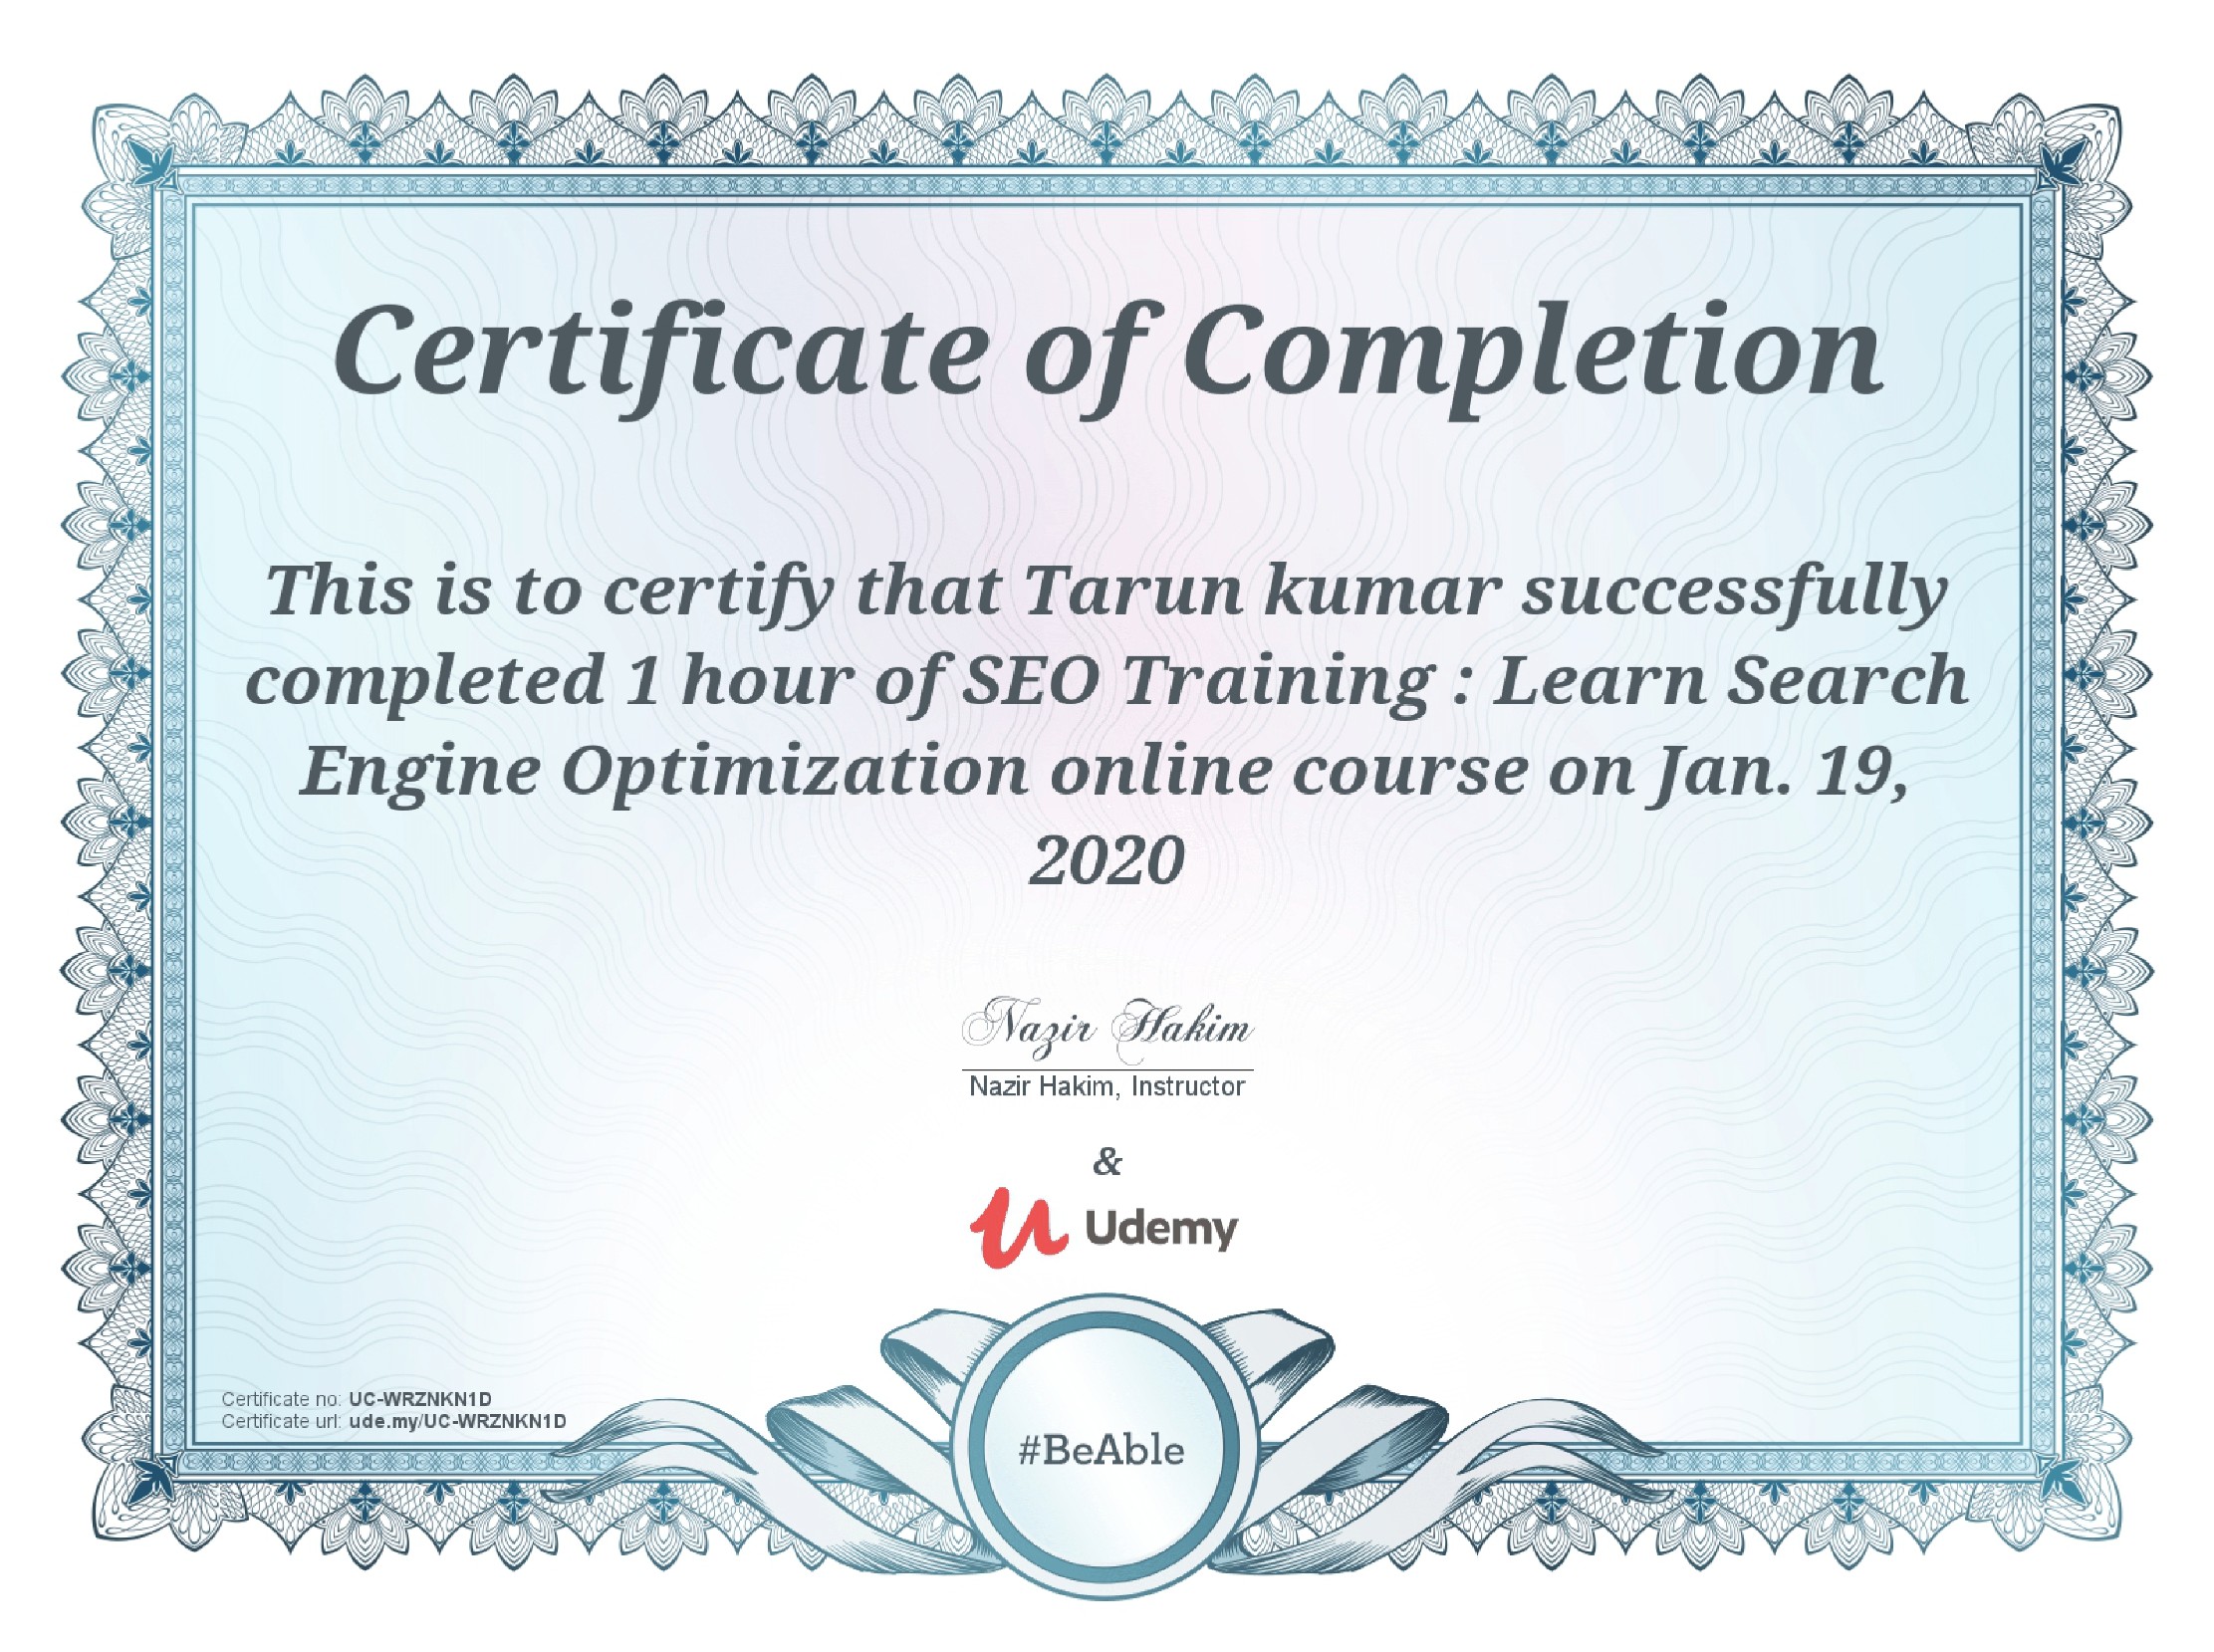 Certificate of Completion
This is to certify that Tarun kumar successfully
completed 1 hour of SEO Training : Learn Search
Engine Optimization online course on Jan. 19,
2020
Nazir Hakim
Nazir Hakim, Instructor
&
Udemy
Certificate no: UC-WRZNKN1D
Certificate url: ude.my/UC-WRZNKN1D
#BeAble